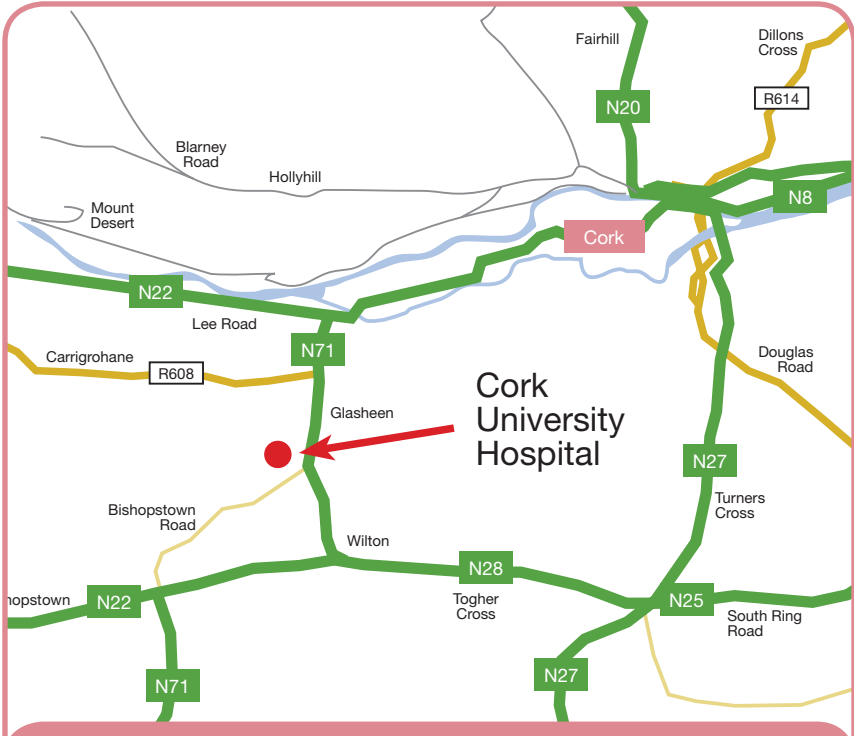 Fairhill
Dillons
Cross
N20
R614
Blarney
Road
Hollyhill
N8
Mount
Desert
Cork
N22
Lee Road
N71
Carrigrohane
R608
Douglas
Road
Cork
University
Hospital
Glasheen
N27
Turners
Cross
Bishopstown
Road
Wilton
N28
Togher
Cross
hopstown
N22
N25
South Ring
Road
N71
N27